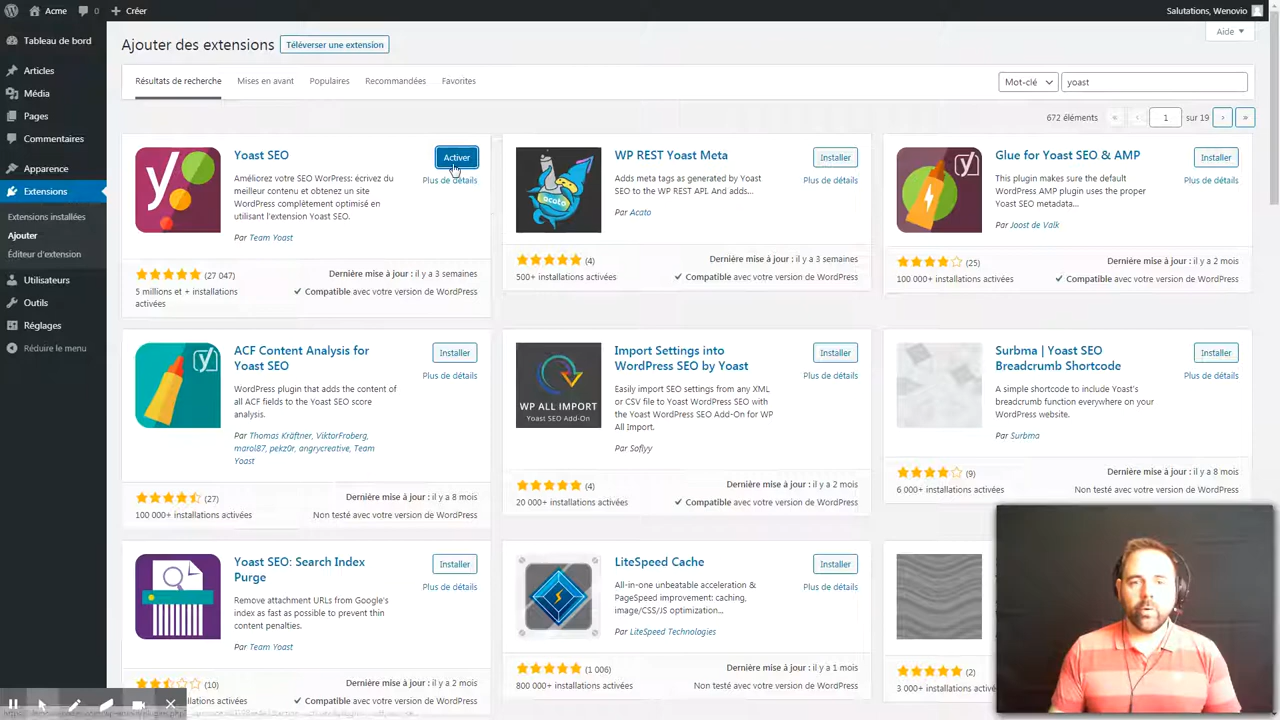 Acme 0 Créer Salutations, Wenovio
Tableau de bord
Articles
Média
Pages
Commentaires
Apparence
Extensions
Extensions installées
Ajouter
Éditeur d'extension
Utilisateurs
Outils
Réglages
Réduire le menu
Aide
Ajouter des extensions Téléverser une extension
Résultats de recherche Mises en avant Populaires Recommandées Favorites Mot-clé yoast
672 éléments « ‹ 1 sur 19 › »
Yoast SEO
Activer
Plus de détails
Améliorez votre SEO WorPress: écrivez du
meilleur contenu et obtenez un site
WordPress complètement optimisé en
utilisant l'extension Yoast SEO.
Par Team Yoast
(27 047)
5 millions et + installations
activées
Dernière mise à jour : il y a 3 semaines
Compatible avec votre version de WordPress
WP REST Yoast Meta
Installer
Plus de détails
Adds meta tags as generated by Yoast
SEO to the WP REST API. And adds...
Par Acato
acato
(4)
500+ installations activées
Dernière mise à jour : il y a 3 semaines
Compatible avec votre version de WordPress
Glue for Yoast SEO & AMP
Installer
Plus de détails
This plugin makes sure the default
WordPress AMP plugin uses the proper
Yoast SEO metadata...
Par Joost de Valk
(25)
100 000+ installations activées
Dernière mise à jour : il y a 2 mois
Compatible avec votre version de WordPress
ACF Content Analysis for
Yoast SEO
Installer
Plus de détails
WordPress plugin that adds the content of
all ACF fields to the Yoast SEO score
analysis.
Par Thomas Kräftner, ViktorFroberg,
marol87, pekz0r, angrycreative, Team
Yoast
(27)
100 000+ installations activées
Dernière mise à jour : il y a 8 mois
Non testé avec votre version de WordPress
Import Settings into
WordPress SEO by Yoast
Installer
Plus de détails
Easily import SEO settings from any XML
or CSV file to Yoast WordPress SEO with
the Yoast WordPress SEO Add-On for WP
All Import.
Par Soflyy
WP ALL IMPORT
Yoast SEO Add-On
(4)
20 000+ installations activées
Dernière mise à jour : il y a 2 mois
Compatible avec votre version de WordPress
Surbma | Yoast SEO
Breadcrumb Shortcode
Installer
Plus de détails
A simple shortcode to include Yoast's
breadcrumb function everywhere on your
WordPress website.
Par Surbma
(9)
6 000+ installations activées
Dernière mise à jour : il y a 8 mois
Non testé avec votre version de WordPress
Yoast SEO: Search Index
Purge
Installer
Plus de détails
Remove attachment URLs from Google's
index as fast as possible to prevent thin
content penalties.
Par Team Yoast
(10)
installations activées
Dernière mise à jour : il y a 2 mois
Compatible avec votre version de WordPress
LiteSpeed Cache
Installer
Plus de détails
All-in-one unbeatable acceleration &
PageSpeed improvement: caching,
image/CSS/JS optimization...
Par LiteSpeed Technologies
(1 006)
800 000+ installations activées
Dernière mise à jour : il y a 1 mois
Non testé avec votre version de WordPress
(2)
3 000+ installations activées